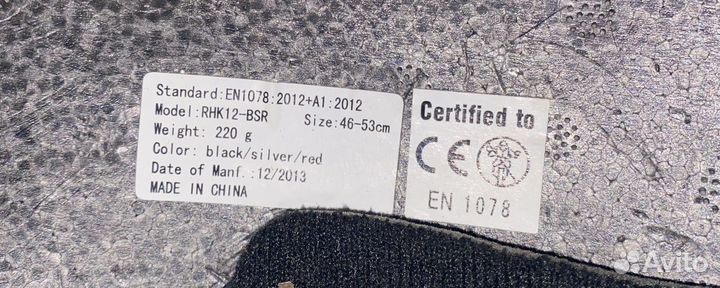 Standard:EN1078:2012+A1:2012
Model:RHK12-BSR Size:46-53cm
Weight: 220 g
Color: black/silver/red
Date of Manf.:12/2013
MADE IN CHINA
Certified to
CE
EN 1078
Avito